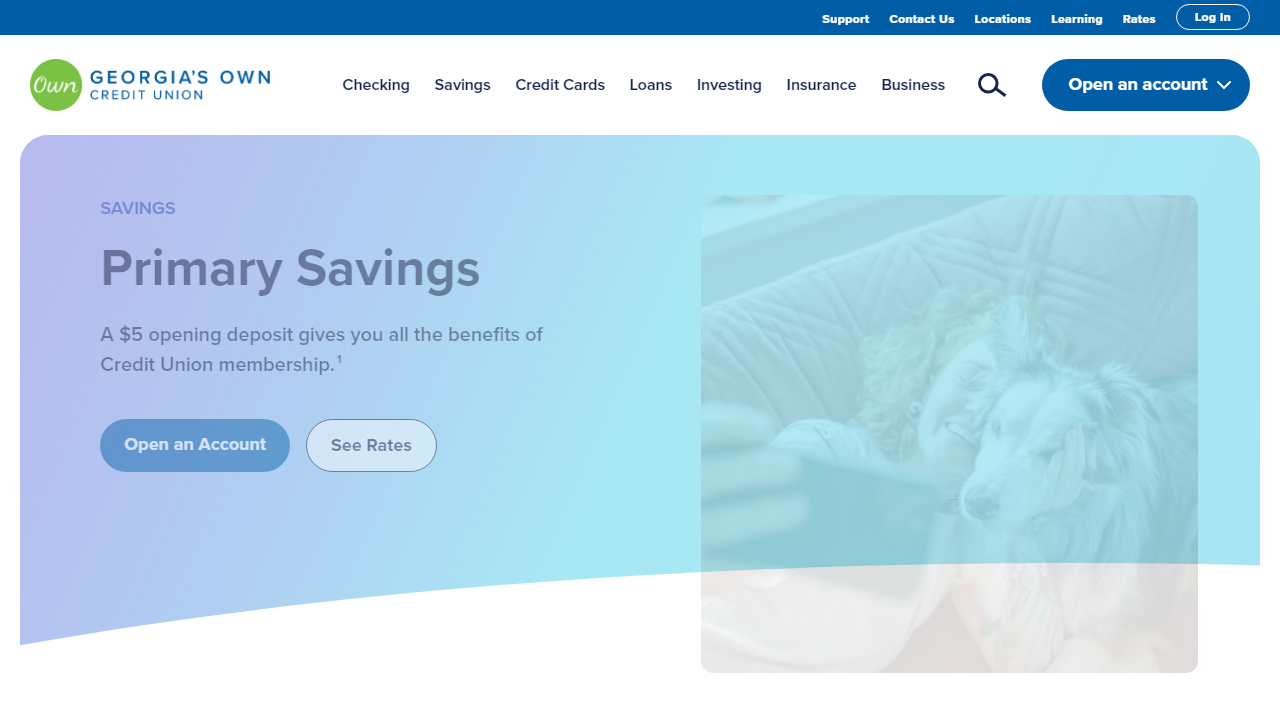 Support Contact Us Locations Learning Rates Log In
Own GEORGIA'S OWN
CREDIT UNION
Checking Savings Credit Cards Loans Investing Insurance Business
Open an account
SAVINGS
Primary Savings
A $5 opening deposit gives you all the benefits of
Credit Union membership.¹
Open an Account See Rates